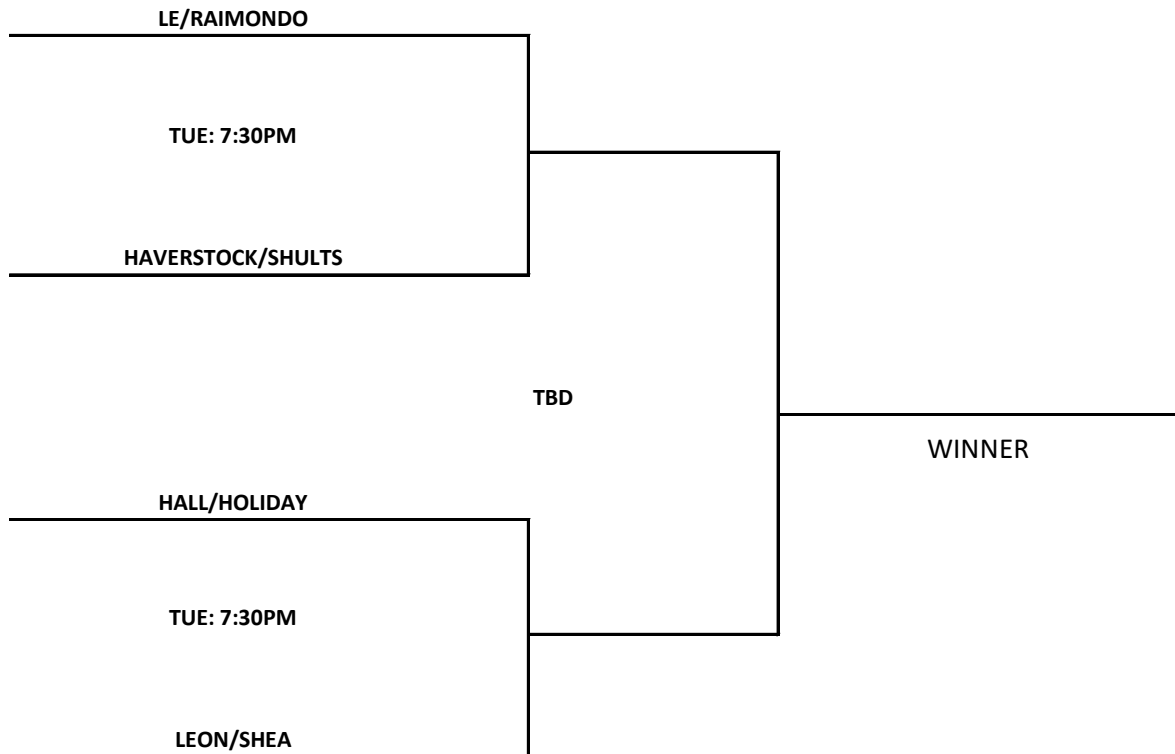 LE/RAIMONDO
TUE: 7:30PM
HAVERSTOCK/SHULTS
TBD
WINNER
HALL/HOLIDAY
TUE: 7:30PM
LEON/SHEA